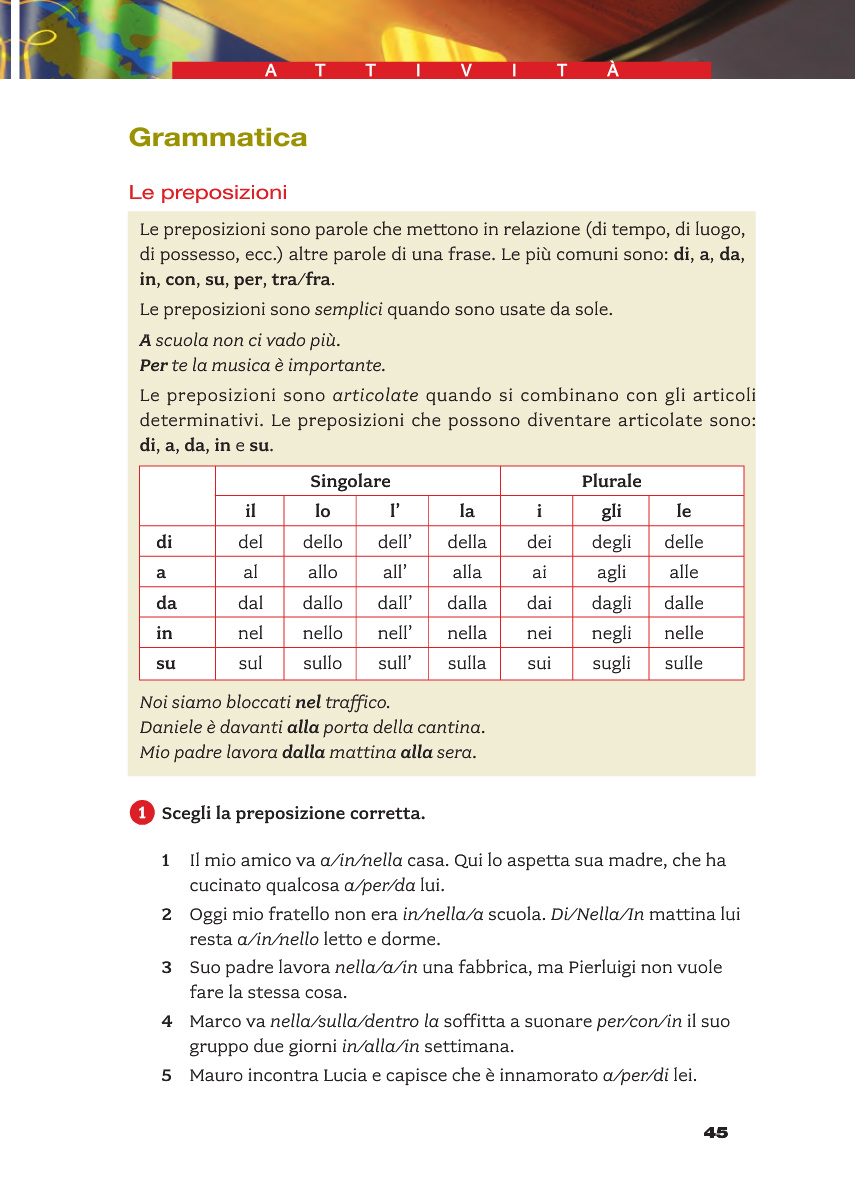 ATTIVITÀ
Grammatica
Le preposizioni
Le preposizioni sono parole che mettono in relazione (di tempo, di luogo,
di possesso, ecc.) altre parole di una frase. Le più comuni sono: di, a, da,
in, con, su, per, tra/fra.
Le preposizioni sono semplici quando sono usate da sole.
A scuola non ci vado più.
Per te la musica è importante.
Le preposizioni sono articolate quando si combinano con gli articoli
determinativi. Le preposizioni che possono diventare articolate sono:
di, a, da, in e su.
Singolare Plurale
il lo l’ la i gli le
di del dello dell’ della dei degli delle
a al allo all’ alla ai agli alle
da dal dallo dall’ dalla dai dagli dalle
in nel nello nell’ nella nei negli nelle
su sul sullo sull’ sulla sui sugli sulle
Noi siamo bloccati nel traffico.
Daniele è davanti alla porta della cantina.
Mio padre lavora dalla mattina alla sera.
1 Scegli la preposizione corretta.
1 Il mio amico va a/in/nella casa. Qui lo aspetta sua madre, che ha
cucinato qualcosa a/per/da lui.
2 Oggi mio fratello non era in/nella/a scuola. Di/Nella/In mattina lui
resta a/in/nello letto e dorme.
3 Suo padre lavora nella/a/in una fabbrica, ma Pierluigi non vuole
fare la stessa cosa.
4 Marco va nella/sulla/dentro la soffitta a suonare per/con/in il suo
gruppo due giorni in/alla/in settimana.
5 Mauro incontra Lucia e capisce che è innamorato a/per/di lei.
45